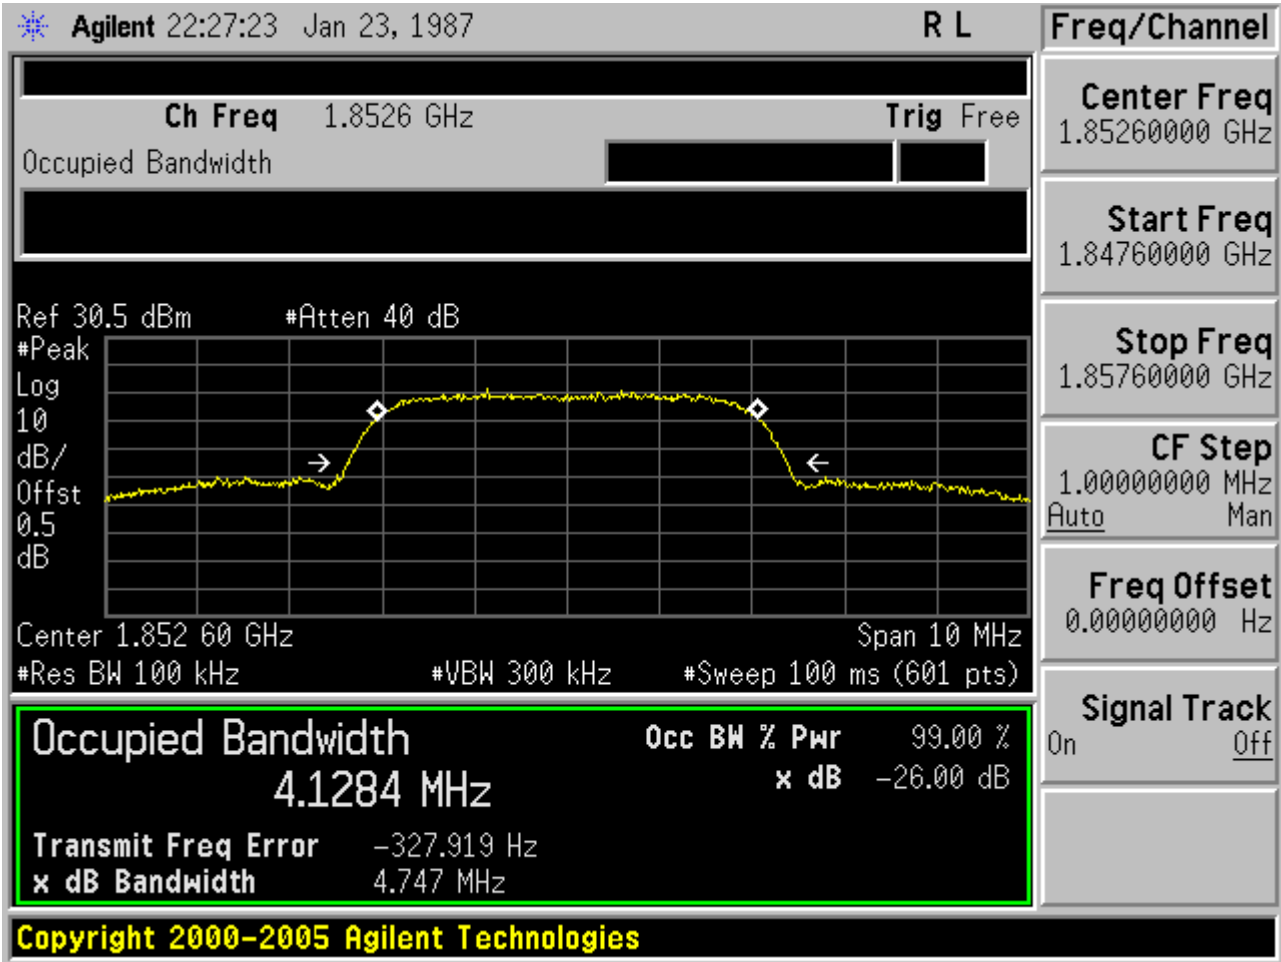 Agilent 22:27:23 Jan 23, 1987 R L
Ch Freq 1.8526 GHz Trig Free
Occupied Bandwidth
Ref 30.5 dBm #Atten 40 dB
#Peak
Log
10
dB/
Offst
0.5
dB
Center 1.852 60 GHz Span 10 MHz
#Res BW 100 kHz #VBW 300 kHz #Sweep 100 ms (601 pts)
Occupied Bandwidth Occ BW % Pwr 99.00 %
4.1284 MHz x dB -26.00 dB
Transmit Freq Error -327.919 Hz
x dB Bandwidth 4.747 MHz
Copyright 2000-2005 Agilent Technologies
Freq/Channel
Center Freq
1.85260000 GHz
Start Freq
1.84760000 GHz
Stop Freq
1.85760000 GHz
CF Step
1.00000000 MHz
Auto Man
Freq Offset
0.00000000 Hz
Signal Track
On Off